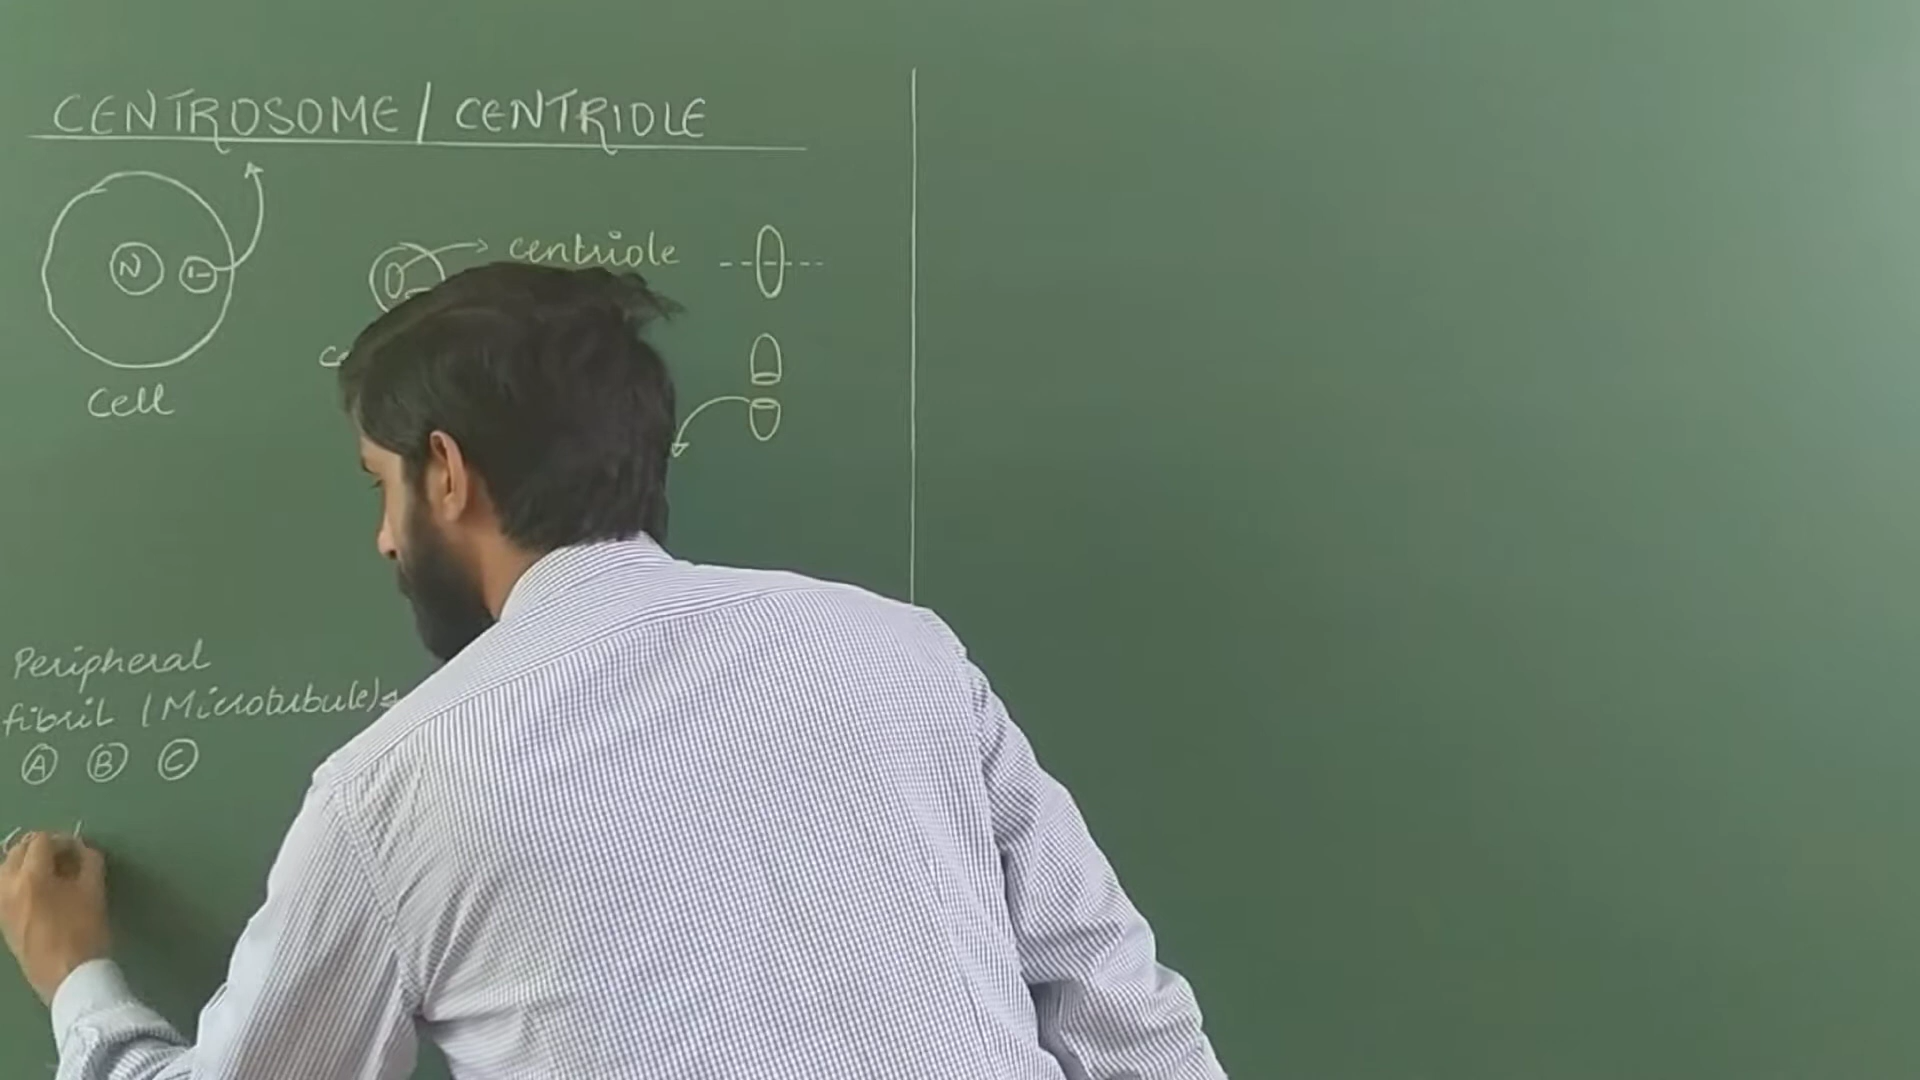 CENTROSOME / CENTRIOLE
N
centriole
Cell
Peripheral
fibril (Microtubule)
A B C